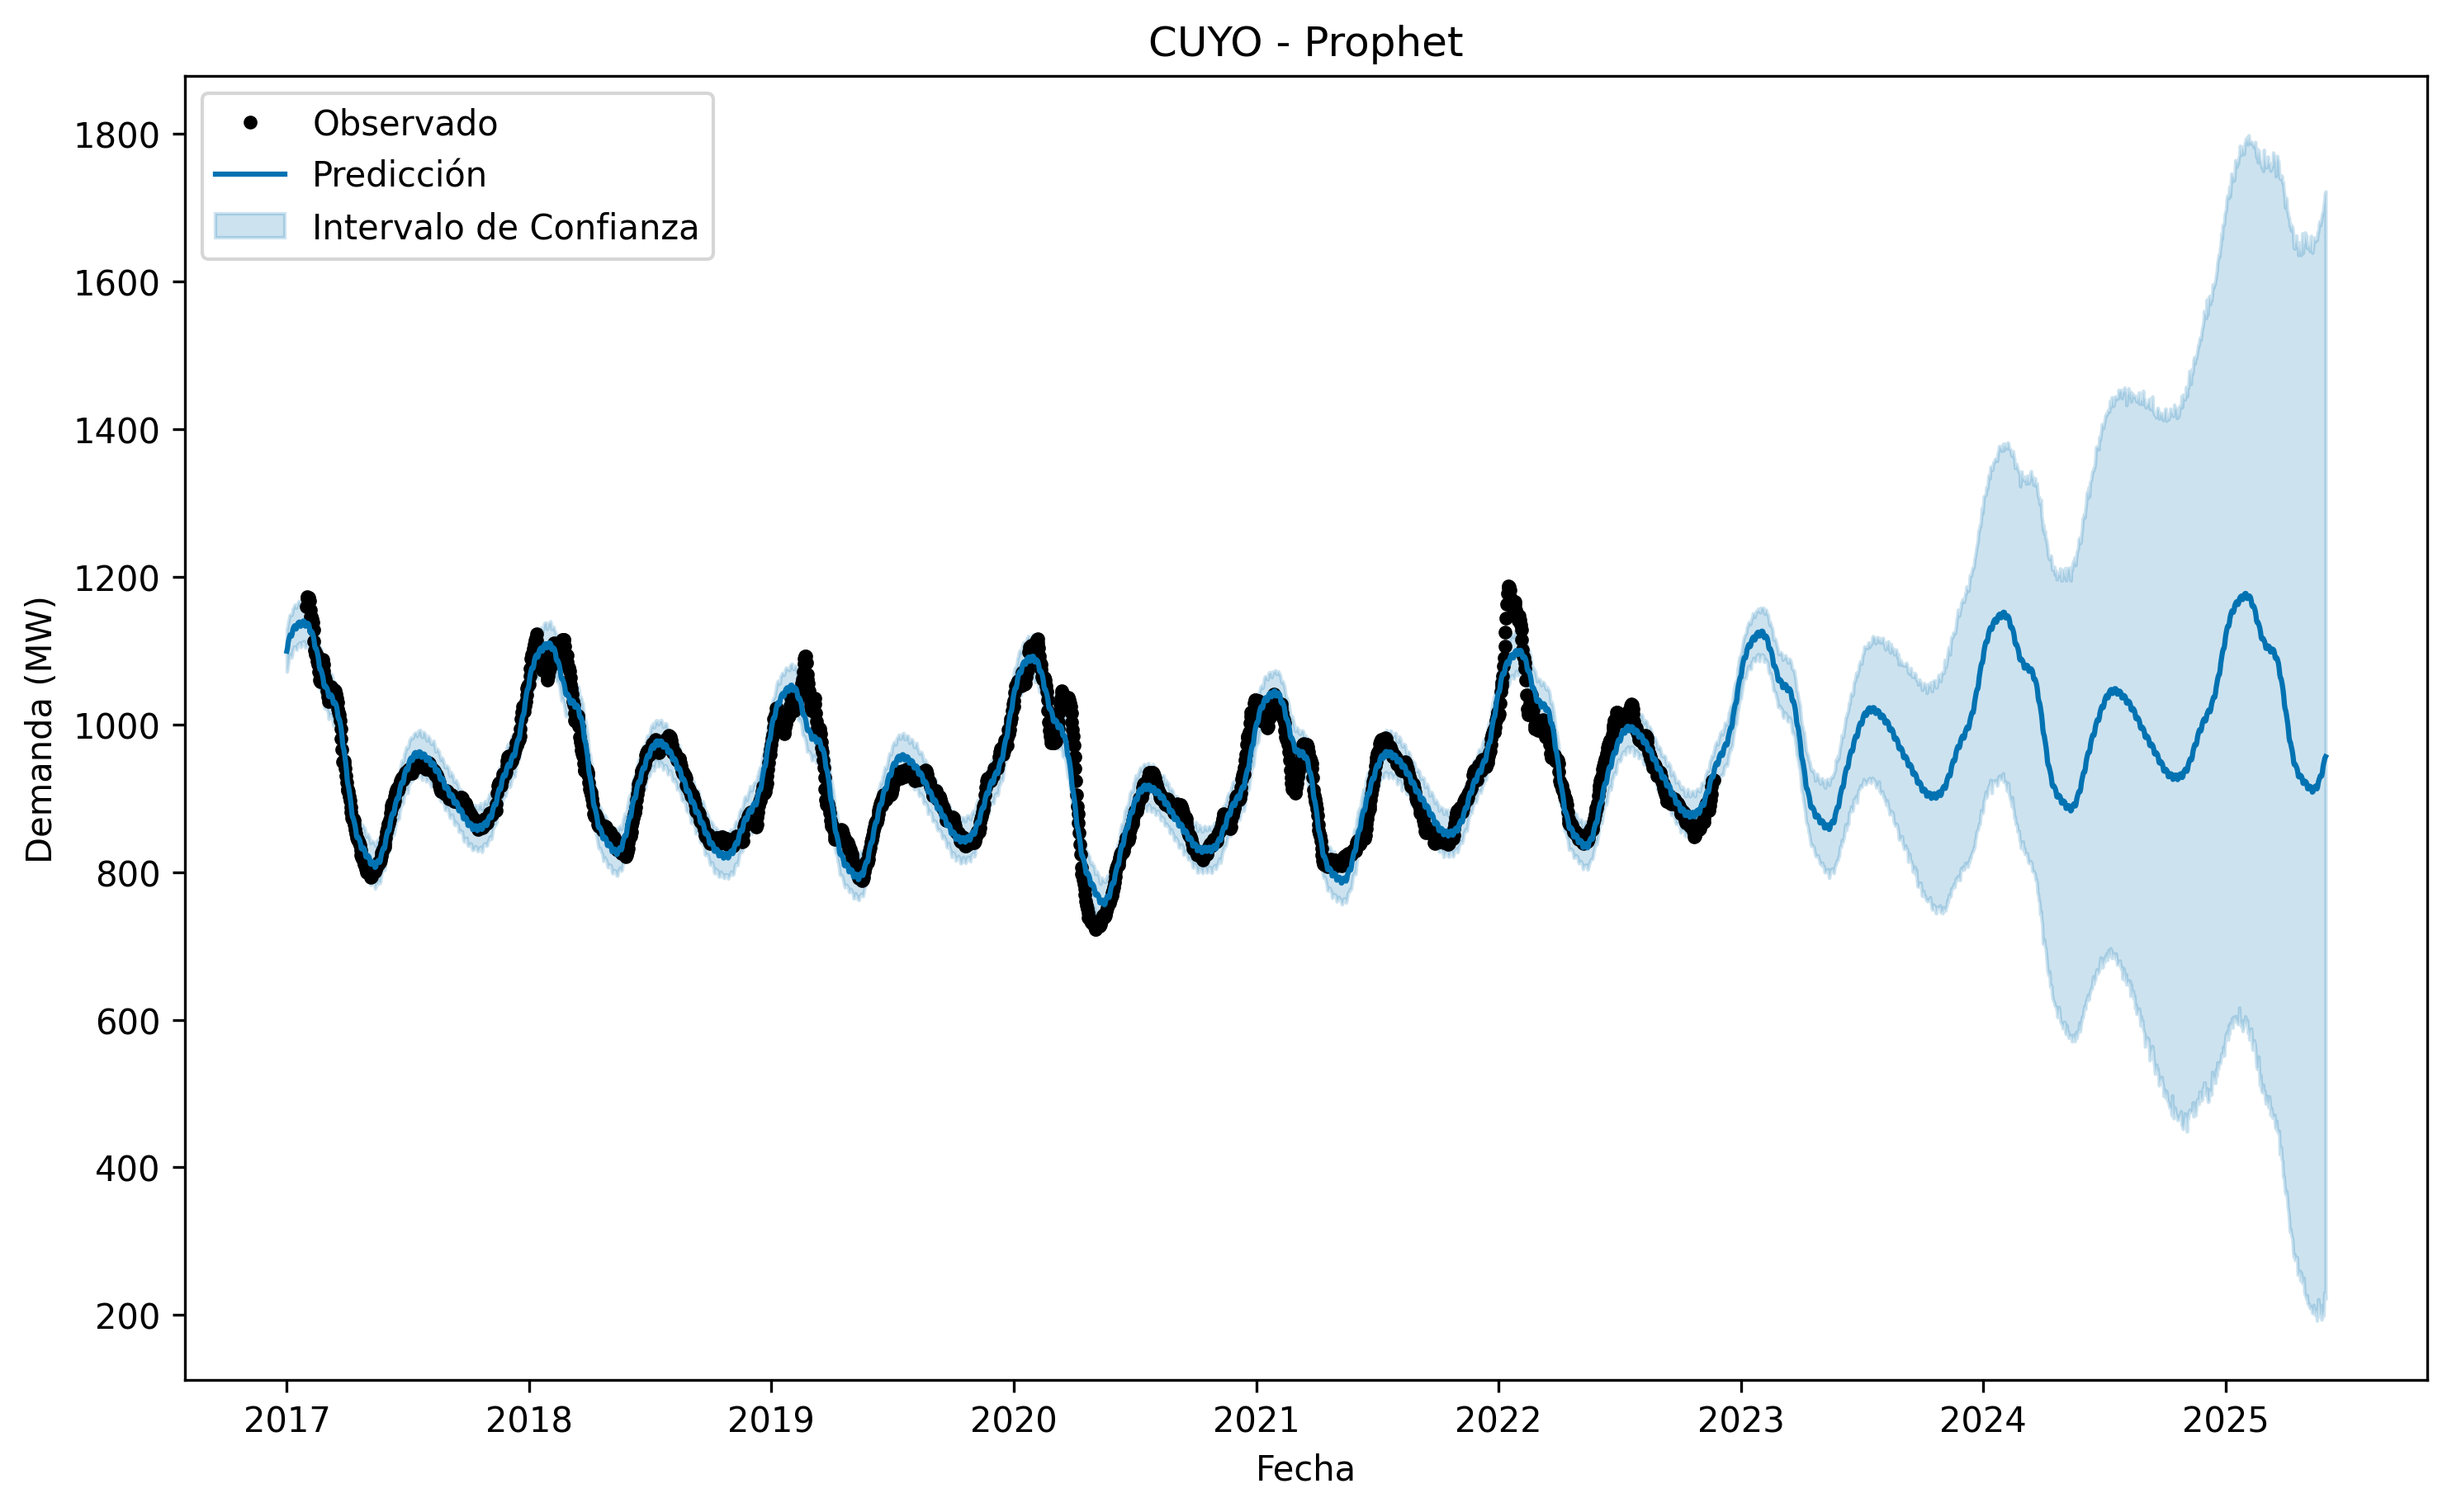 CUYO - Prophet
Observado
Predicción
Intervalo de Confianza
Demanda (MW)
1800
1600
1400
1200
1000
800
600
400
200
2017 2018 2019 2020 2021 2022 2023 2024 2025
Fecha